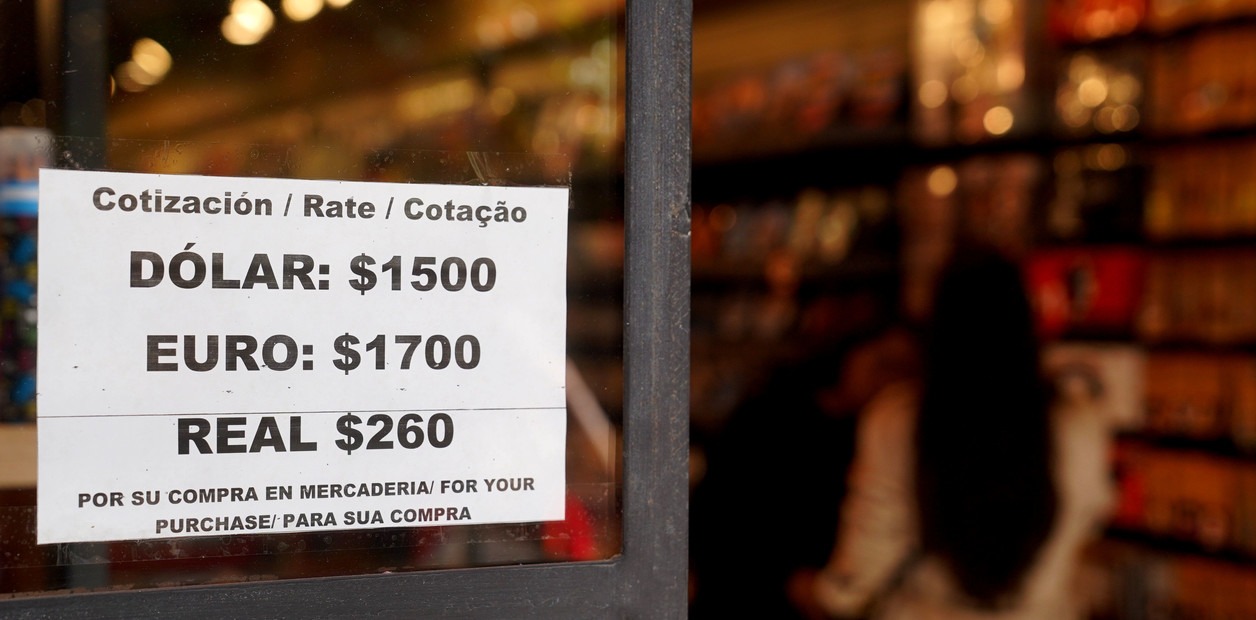 Cotización / Rate / Cotação
DÓLAR: $1500
EURO: $1700
REAL $260
POR SU COMPRA EN MERCADERIA/ FOR YOUR
PURCHASE/ PARA SUA COMPRA